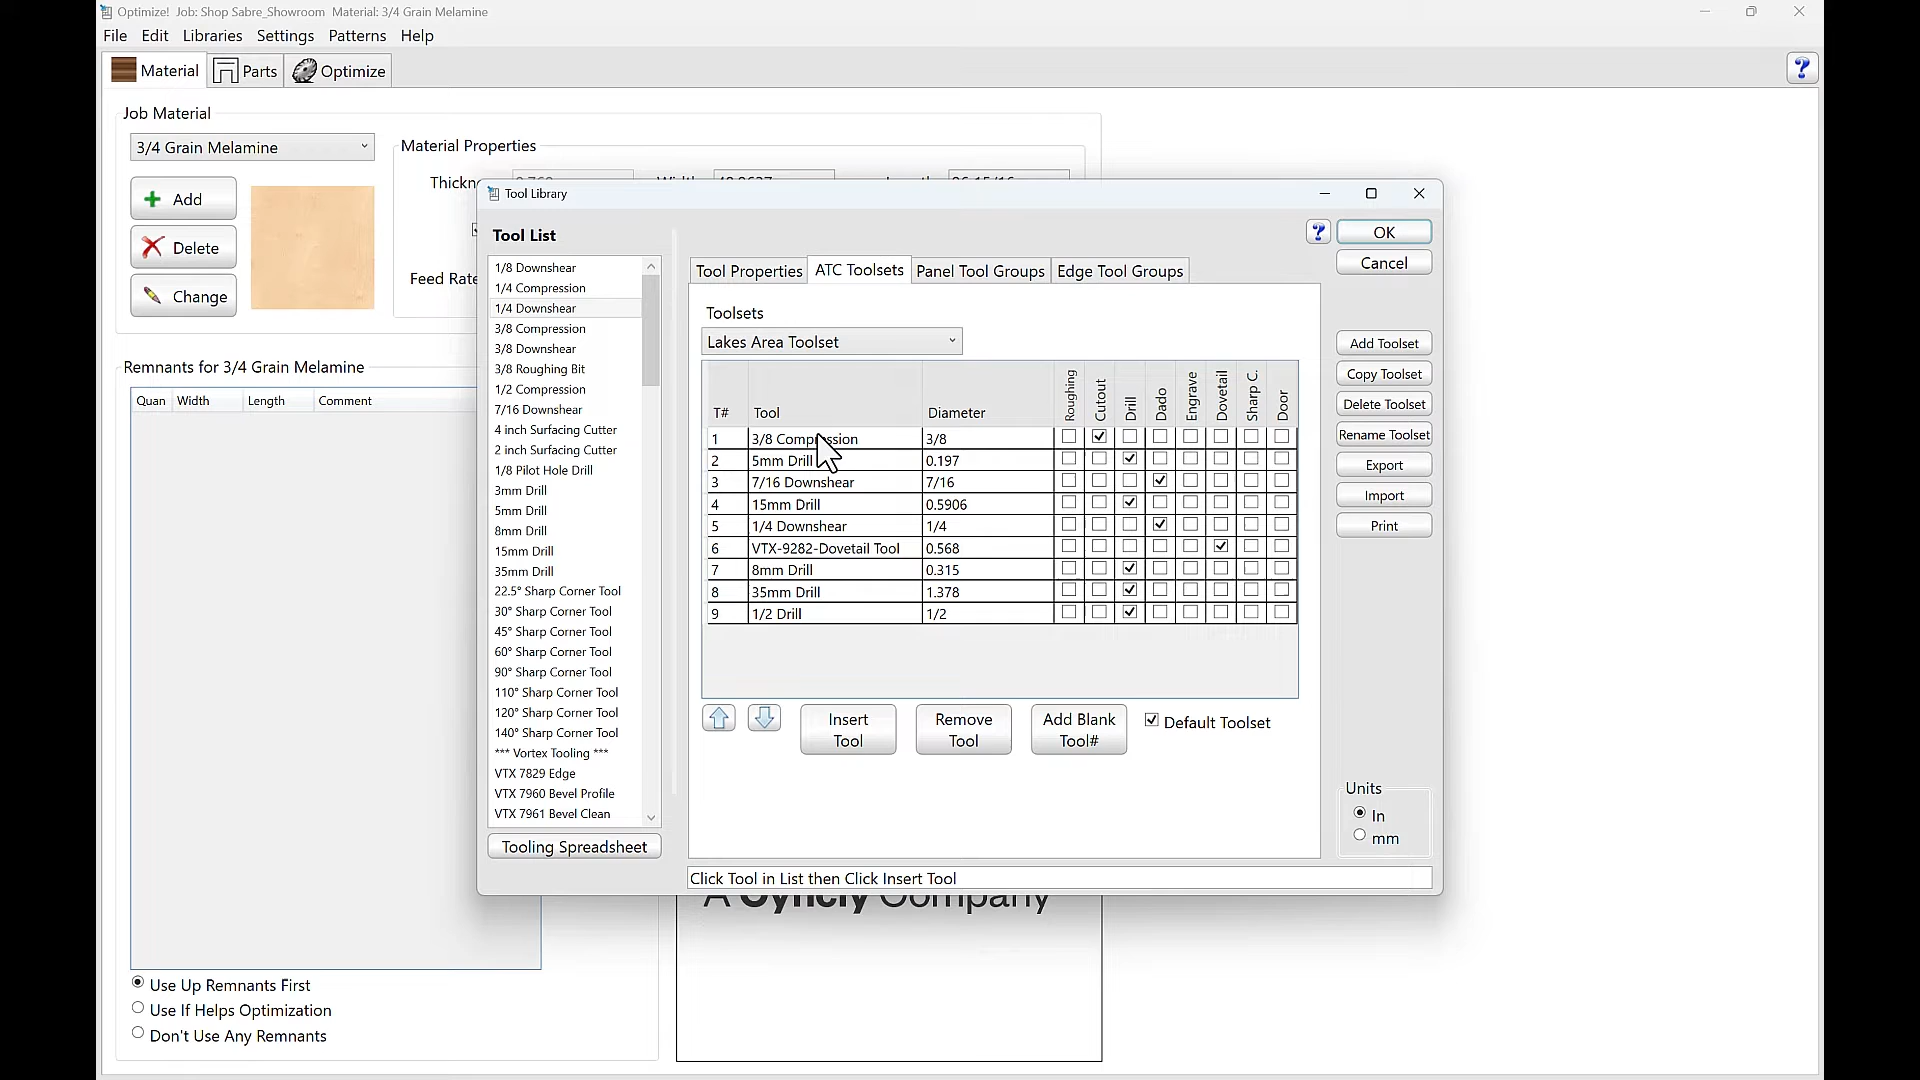 Optimize! Job: Shop Sabre_Showroom Material: 3/4 Grain Melamine
File Edit Libraries Settings Patterns Help
Material Parts Optimize ?
Job Material
3/4 Grain Melamine
Add
Delete
Change
Material Properties
Feed Rate
Remnants for 3/4 Grain Melamine
Quan Width Length Comment
Use Up Remnants First
Use If Helps Optimization
Don't Use Any Remnants
Tool Library
Tool List
1/8 Downshear
1/4 Compression
1/4 Downshear
3/8 Compression
3/8 Downshear
3/8 Roughing Bit
1/2 Compression
7/16 Downshear
4 inch Surfacing Cutter
2 inch Surfacing Cutter
1/8 Pilot Hole Drill
3mm Drill
5mm Drill
8mm Drill
15mm Drill
35mm Drill
22.5° Sharp Corner Tool
30° Sharp Corner Tool
45° Sharp Corner Tool
60° Sharp Corner Tool
90° Sharp Corner Tool
110° Sharp Corner Tool
120° Sharp Corner Tool
140° Sharp Corner Tool
*** Vortex Tooling ***
VTX 7829 Edge
VTX 7960 Bevel Profile
VTX 7961 Bevel Clean
Tooling Spreadsheet
Tool Properties ATC Toolsets Panel Tool Groups Edge Tool Groups
Toolsets
Lakes Area Toolset
T# Tool Diameter Roughing Cutout Drill Dado Engrave Dovetail Sharp C. Door
1 3/8 Compression 3/8
2 5mm Drill 0.197
3 7/16 Downshear 7/16
4 15mm Drill 0.5906
5 1/4 Downshear 1/4
6 VTX-9282-Dovetail Tool 0.568
7 8mm Drill 0.315
8 35mm Drill 1.378
9 1/2 Drill 1/2
Insert Tool
Remove Tool
Add Blank Tool#
Default Toolset
Click Tool in List then Click Insert Tool
?
OK
Cancel
Add Toolset
Copy Toolset
Delete Toolset
Rename Toolset
Export
Import
Print
Units
In
mm
A Cyncly Company